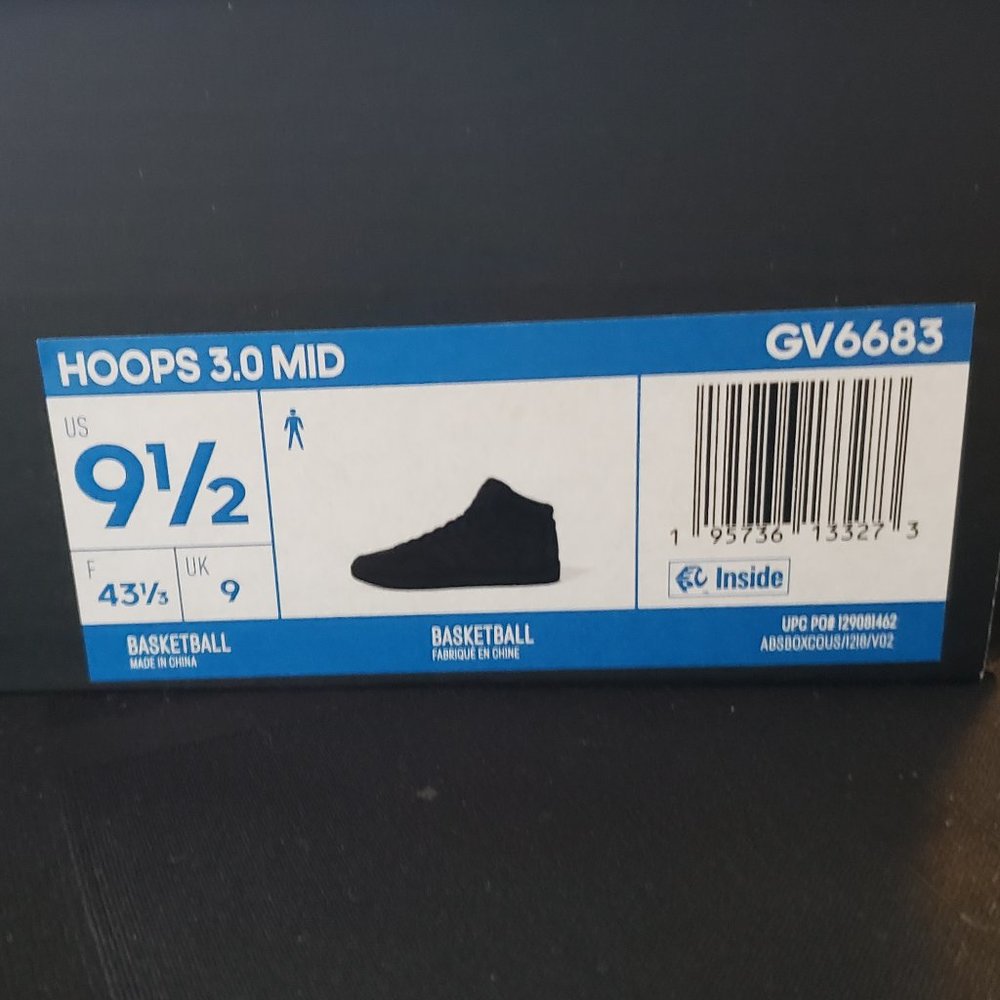 HOOPS 3.0 MID
GV6683
US
9½
F
43⅓
UK
9
1 95736 13327 3
Inside
BASKETBALL
MADE IN CHINA
BASKETBALL
FABRIQUÉ EN CHINE
UPC PO# 129081462
ABSBOXCQUS/1218/V02